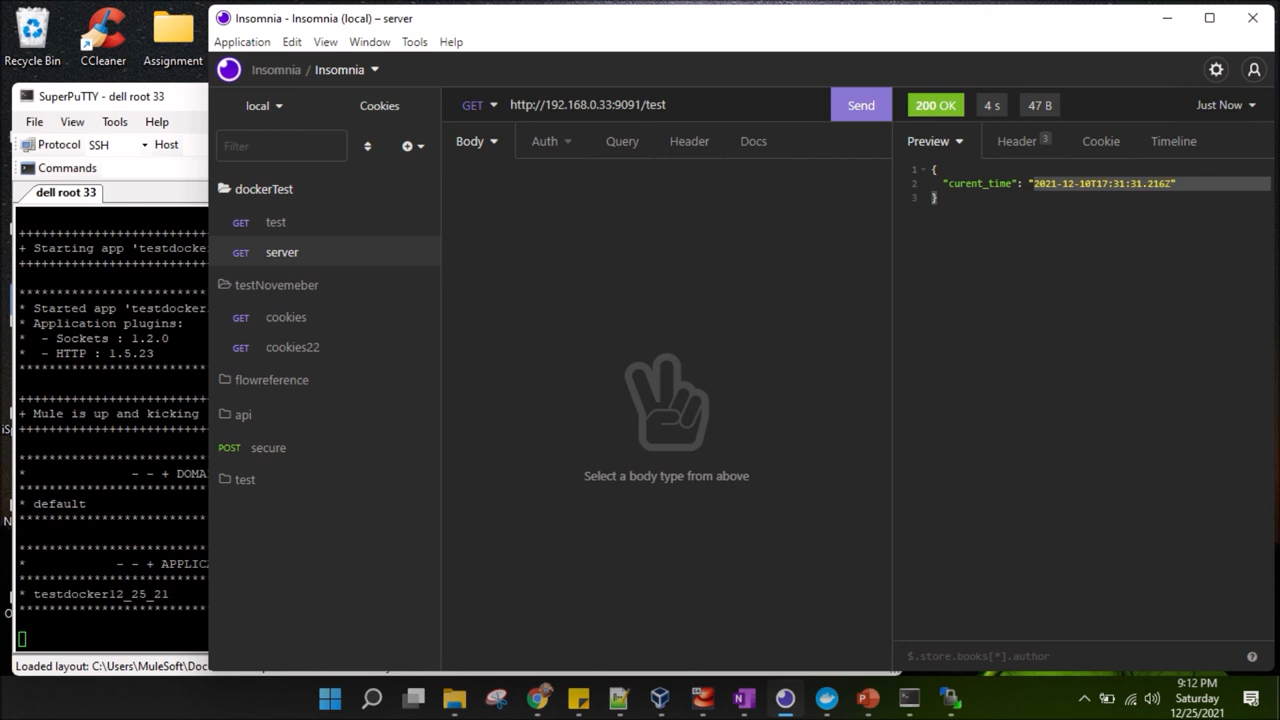 Recycle Bin
CCleaner
Assignment
SuperPuTTY - dell root 33
File View Tools Help
Protocol SSH Host
Commands
dell root 33
+++++++++++++++++++++++++
+ Starting app 'testdocke
+++++++++++++++++++++++++
*************************
* Started app 'testdocker
* Application plugins:
*  - Sockets : 1.2.0
*  - HTTP : 1.5.23
*************************
+++++++++++++++++++++++++
+ Mule is up and kicking
+++++++++++++++++++++++++
*************************
* - - + DOMA
*************************
* default
*************************
*************************
* - - + APPLIC
*************************
* testdocker12_25_21
*************************
Loaded layout: C:\Users\MuleSoft\Doc
Insomnia - Insomnia (local) – server
Application Edit View Window Tools Help
Insomnia / Insomnia
local Cookies
Filter
dockerTest
GET test
GET server
testNovemeber
GET cookies
GET cookies22
flowreference
api
POST secure
test
GET http://192.168.0.33:9091/test Send
Body Auth Query Header Docs
Select a body type from above
200 OK 4 s 47 B Just Now
Preview Header 3 Cookie Timeline
1 {
2 "curent_time": "2021-12-10T17:31:31.216Z"
3 }
$.store.books[*].author
9:12 PM
Saturday
12/25/2021